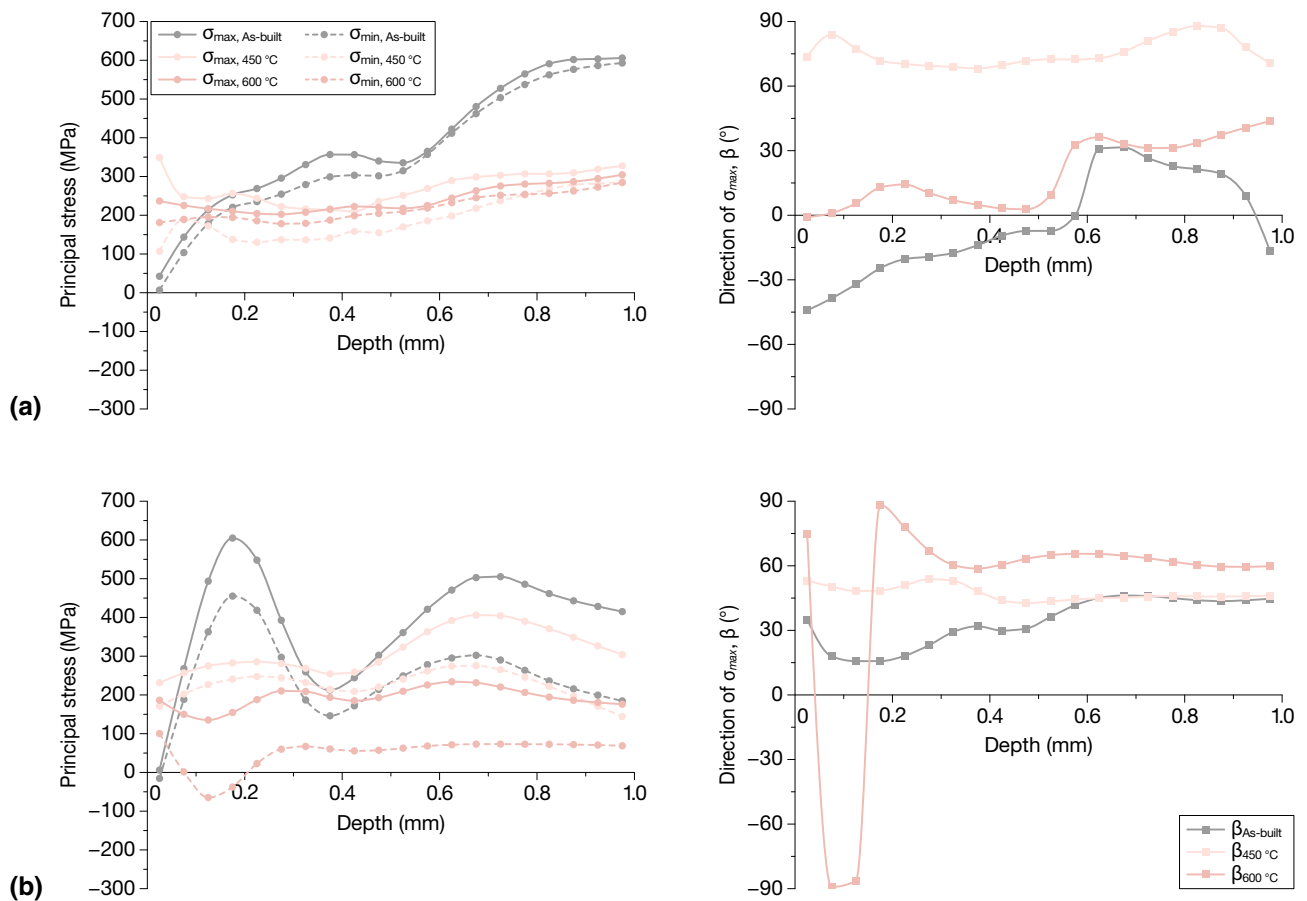 700
600
500
400
300
200
100
0
−100
−200
−300
Principal stress (MPa)
0 0.2 0.4 0.6 0.8 1.0
Depth (mm)
σmax, As-built σmin, As-built
σmax, 450 °C σmin, 450 °C
σmax, 600 °C σmin, 600 °C
(a)
90
60
30
0
−30
−60
−90
Direction of σmax, β (°)
0 0.2 0.4 0.6 0.8 1.0
Depth (mm)
700
600
500
400
300
200
100
0
−100
−200
−300
Principal stress (MPa)
0 0.2 0.4 0.6 0.8 1.0
Depth (mm)
(b)
90
60
30
0
−30
−60
−90
Direction of σmax, β (°)
0 0.2 0.4 0.6 0.8 1.0
Depth (mm)
βAs-built
β450 °C
β600 °C